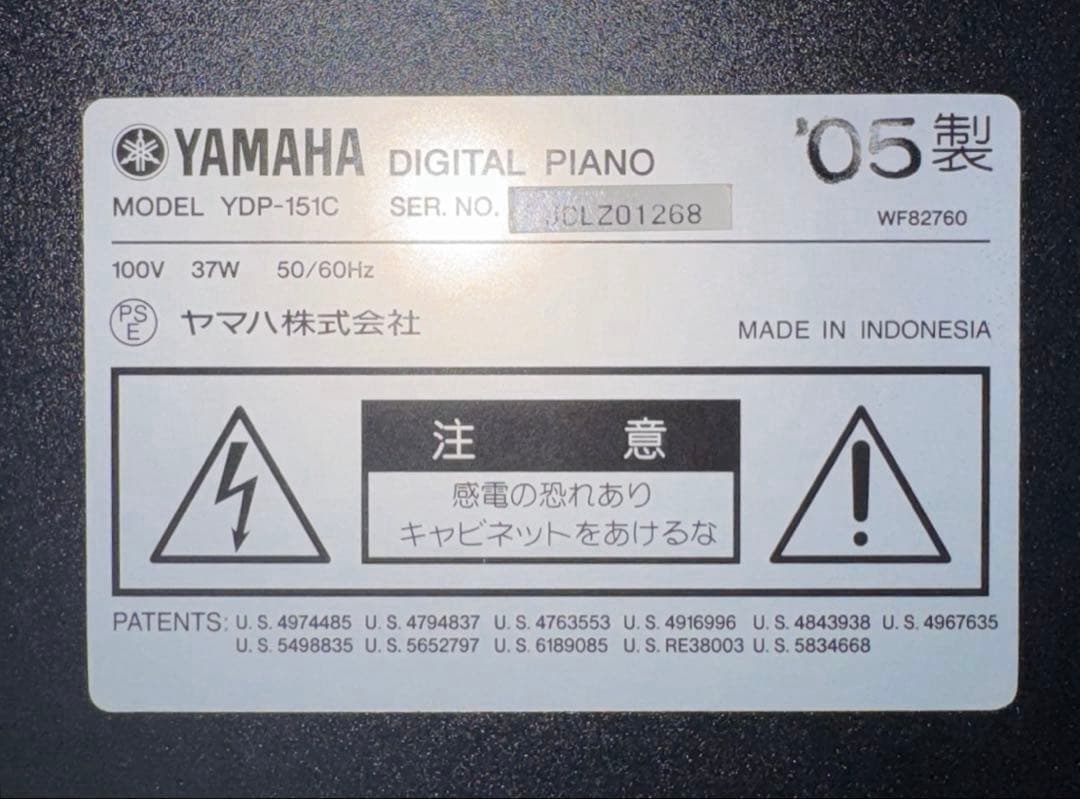 YAMAHA DIGITAL PIANO '05製
MODEL YDP-151C SER. NO. JCLZ01268
WF82760
100V 37W 50/60Hz
PSE ヤマハ株式会社
MADE IN INDONESIA
注意
感電の恐れあり
キャビネットをあけるな
PATENTS: U.S. 4974485 U.S. 4794837 U.S. 4763553 U.S. 4916996 U.S. 4843938 U.S. 4967635
U.S. 5498835 U.S. 5652797 U.S. 6189085 U.S. RE38003 U.S. 5834668